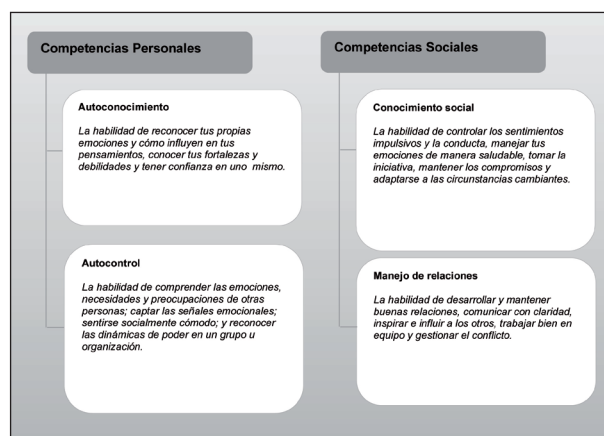 Competencias Personales
Autoconocimiento
La habilidad de reconocer tus propias
emociones y cómo influyen en tus
pensamientos, conocer tus fortalezas y
debilidades y tener confianza en uno mismo.
Autocontrol
La habilidad de comprender las emociones,
necesidades y preocupaciones de otras
personas; captar las señales emocionales;
sentirse socialmente cómodo; y reconocer
las dinámicas de poder en un grupo u
organización.
Competencias Sociales
Conocimiento social
La habilidad de controlar los sentimientos
impulsivos y la conducta, manejar tus
emociones de manera saludable, tomar la
iniciativa, mantener los compromisos y
adaptarse a las circunstancias cambiantes.
Manejo de relaciones
La habilidad de desarrollar y mantener
buenas relaciones, comunicar con claridad,
inspirar e influir a los otros, trabajar bien en
equipo y gestionar el conflicto.